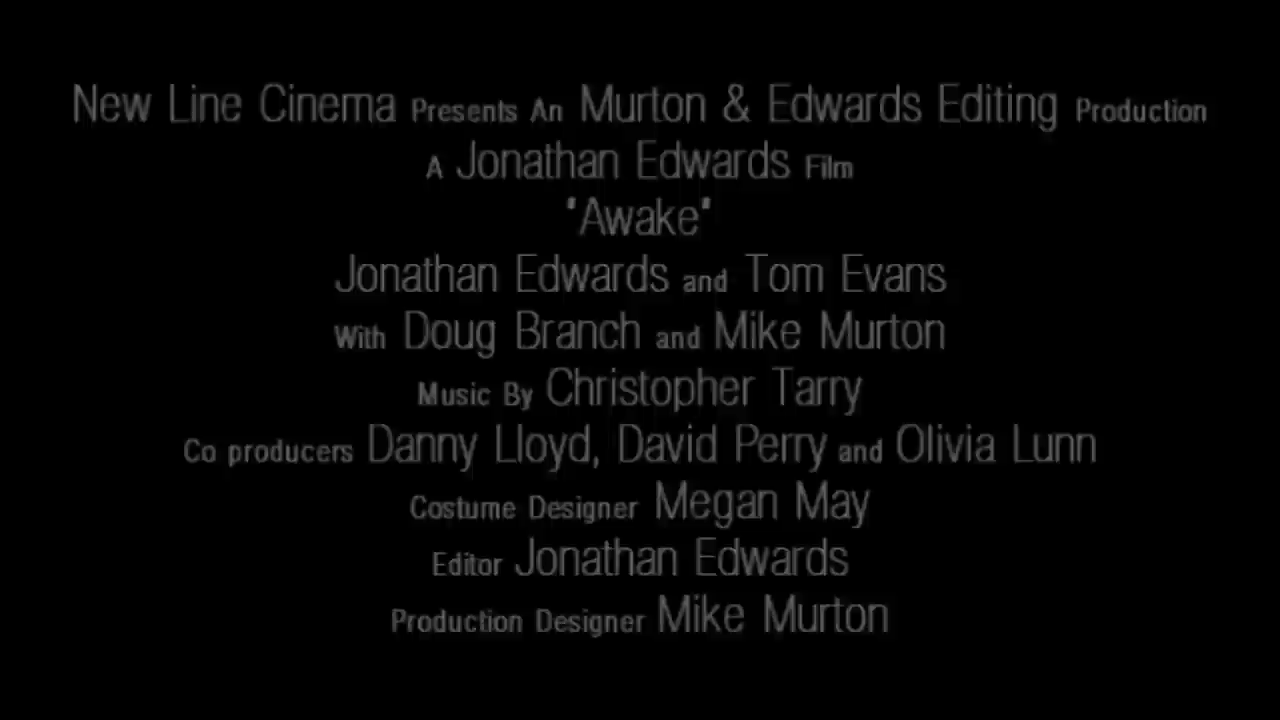 New Line Cinema Presents An Murton & Edwards Editing Production
A Jonathan Edwards Film
"Awake"
Jonathan Edwards and Tom Evans
With Doug Branch and Mike Murton
Music By Christopher Tarry
Co producers Danny Lloyd, David Perry and Olivia Lunn
Costume Designer Megan May
Editor Jonathan Edwards
Production Designer Mike Murton